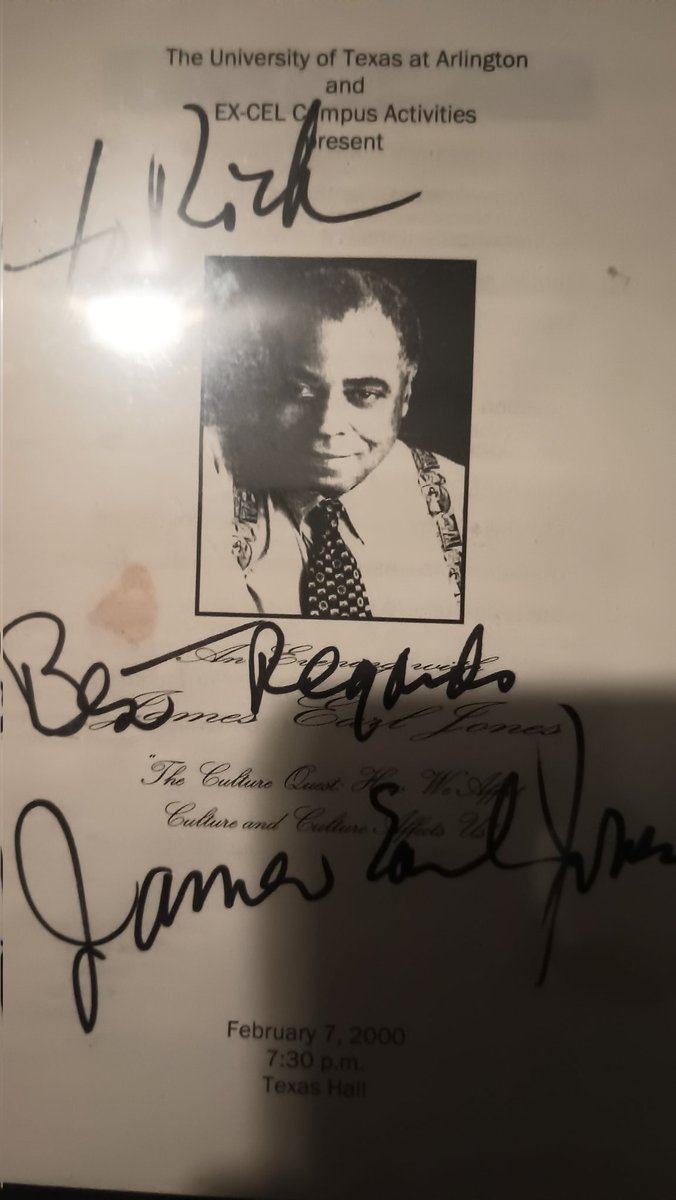 The University of Texas at Arlington
and
EX-CEL Campus Activities
present
to Rich
An Evening with
Best Regards
James Earl Jones
"The Culture Quest: How We Affect
Culture and Culture Affects Us"
James Earl Jones
February 7, 2000
7:30 p.m.
Texas Hall